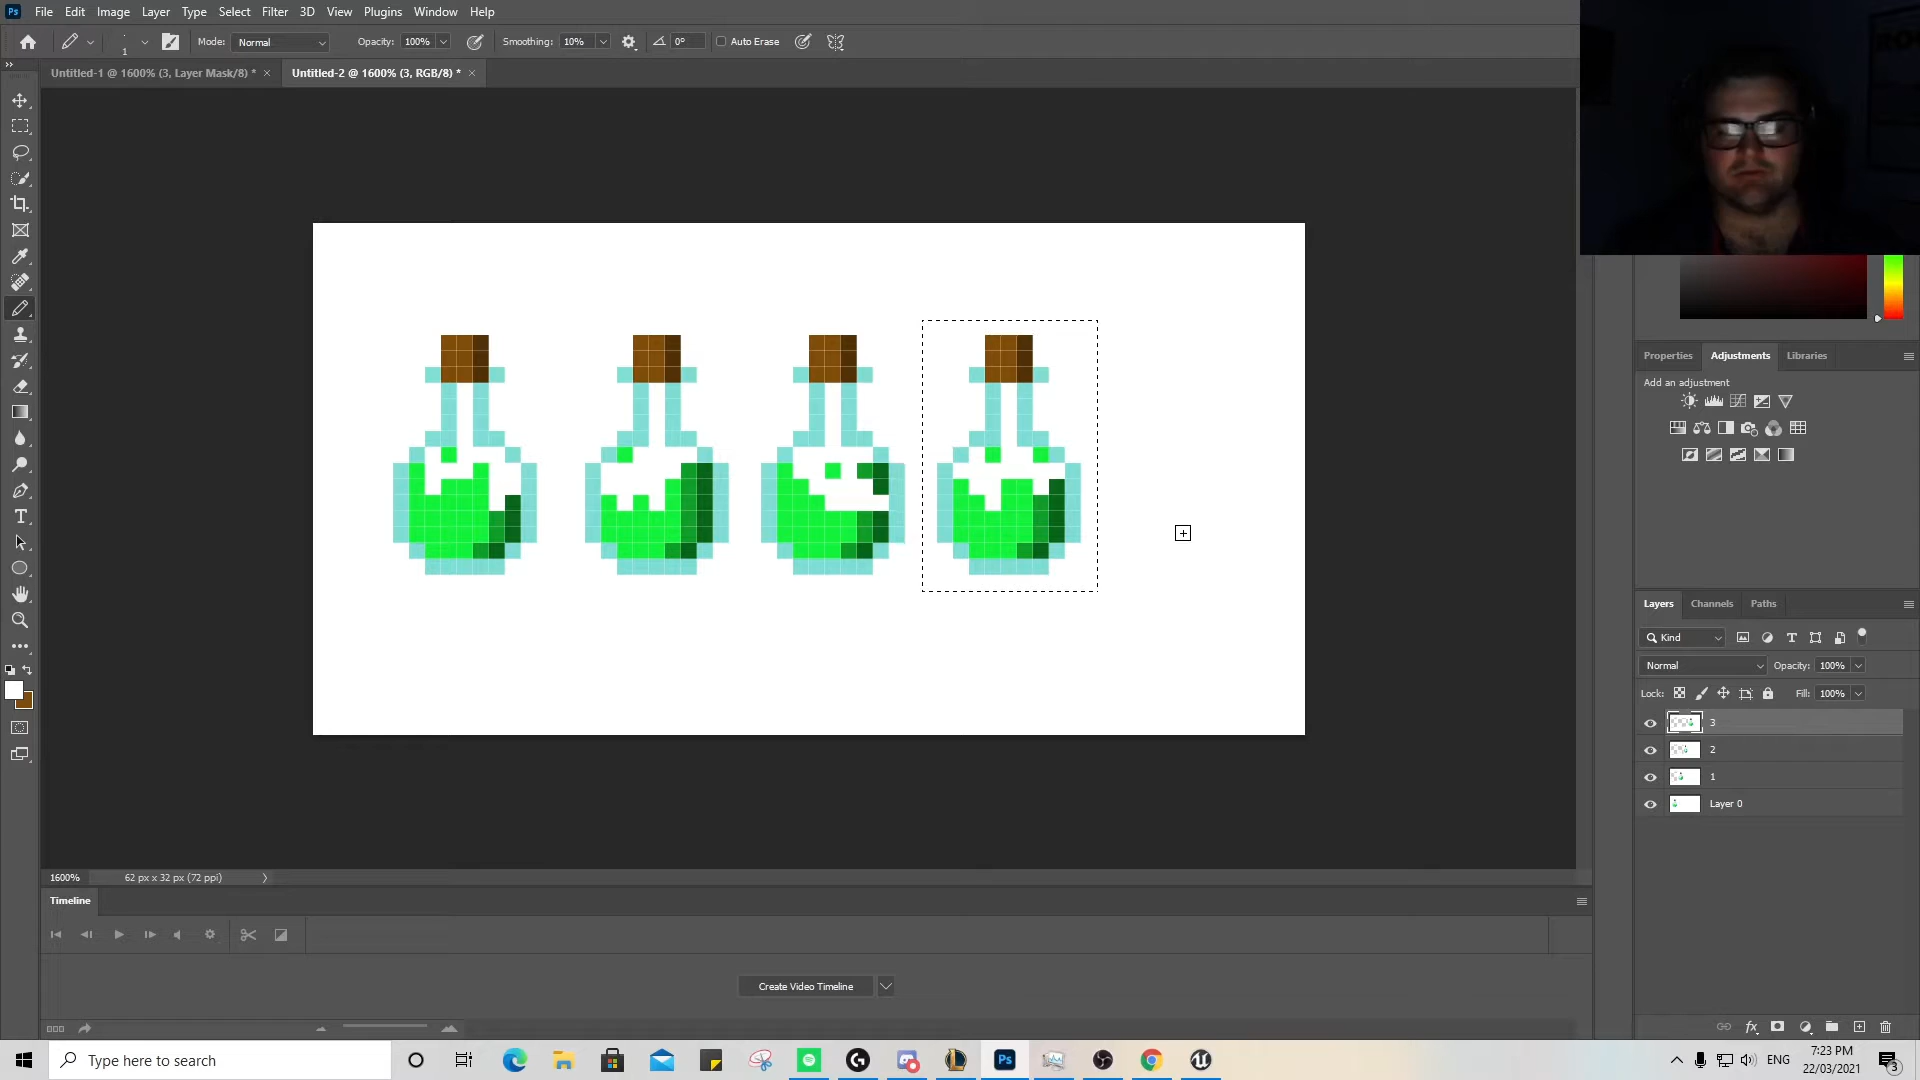 Ps File Edit Image Layer Type Select Filter 3D View Plugins Window Help
1 Mode: Normal Opacity: 100% Smoothing: 10% 0° Auto Erase
Untitled-1 @ 1600% (3, Layer Mask/8) * × Untitled-2 @ 1600% (3, RGB/8) * ×
Properties Adjustments Libraries
Add an adjustment
Layers Channels Paths
Kind
Normal Opacity: 100%
Lock: Fill: 100%
3
2
1
Layer 0
1600% 62 px x 32 px (72 ppi)
Timeline
Create Video Timeline
Type here to search
Ps
ENG
7:23 PM
22/03/2021
3